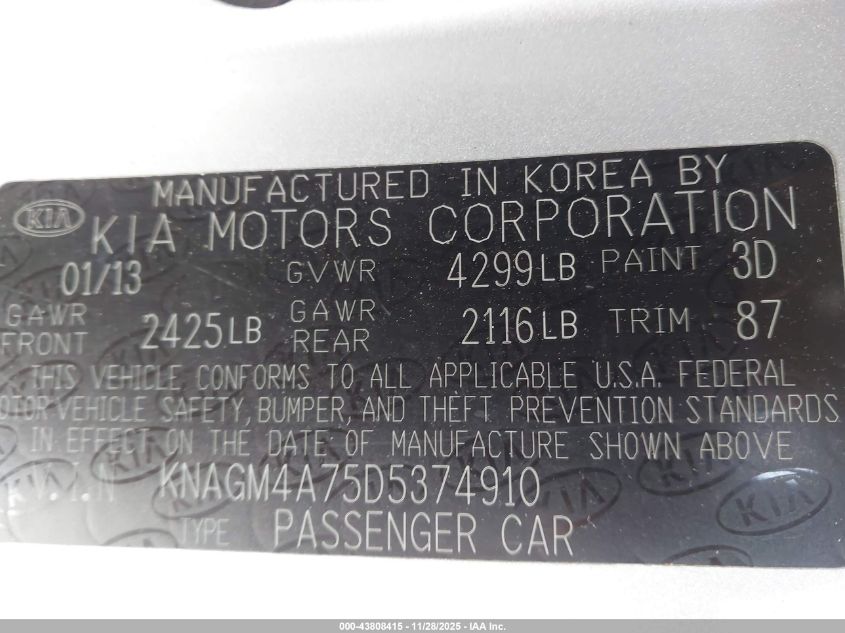 MANUFACTURED IN KOREA BY
KIA KIA MOTORS CORPORATION
01/13 GVWR 4299LB PAINT 3D
GAWR FRONT 2425LB GAWR REAR 2116LB TRIM 87
THIS VEHICLE CONFORMS TO ALL APPLICABLE U.S.A. FEDERAL
OTOR VEHICLE SAFETY, BUMPER, AND THEFT PREVENTION STANDARDS
IN EFFECT ON THE DATE OF MANUFACTURE SHOWN ABOVE
V.I.N KNAGM4A75D5374910
TYPE PASSENGER CAR
000-43808415 - 11/28/2025 - IAA Inc.